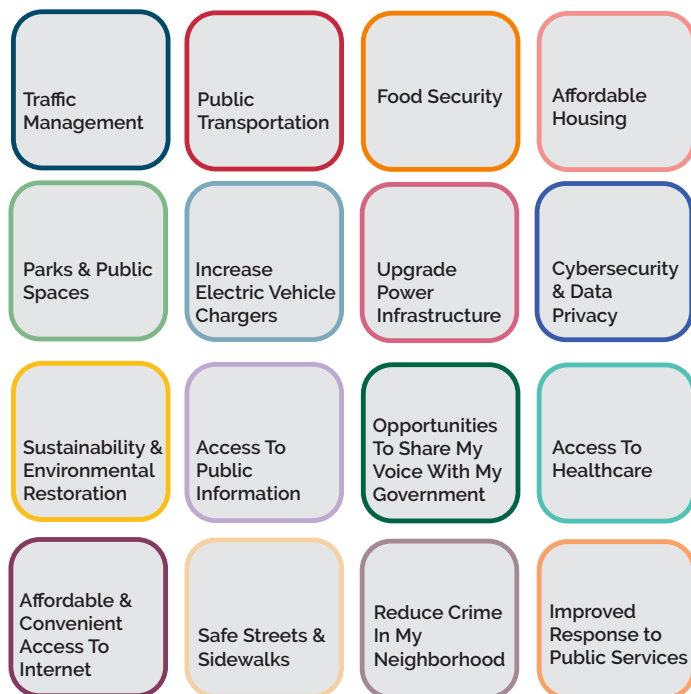 Traffic
Management
Public
Transportation
Food Security
Affordable
Housing
Parks & Public
Spaces
Increase
Electric Vehicle
Chargers
Upgrade
Power
Infrastructure
Cybersecurity
& Data
Privacy
Sustainability &
Environmental
Restoration
Access To
Public
Information
Opportunities
To Share My
Voice With My
Government
Access To
Healthcare
Affordable &
Convenient
Access To
Internet
Safe Streets &
Sidewalks
Reduce Crime
In My
Neighborhood
Improved
Response to
Public Services